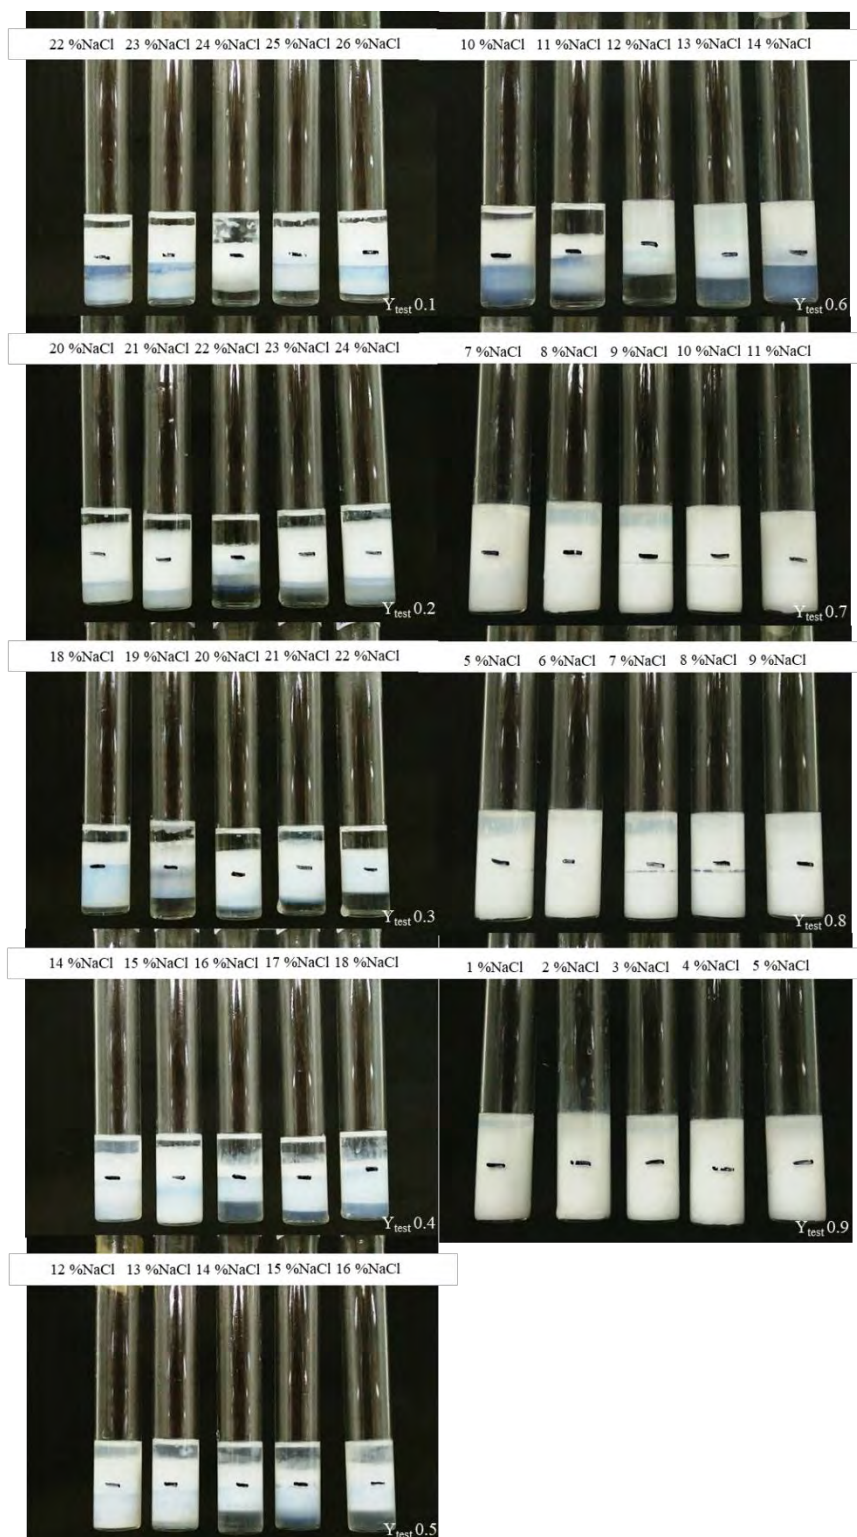 22 %NaCl 23 %NaCl 24 %NaCl 25 %NaCl 26 %NaCl
Ytest 0.1
20 %NaCl 21 %NaCl 22 %NaCl 23 %NaCl 24 %NaCl
Ytest 0.2
18 %NaCl 19 %NaCl 20 %NaCl 21 %NaCl 22 %NaCl
Ytest 0.3
14 %NaCl 15 %NaCl 16 %NaCl 17 %NaCl 18 %NaCl
Ytest 0.4
12 %NaCl 13 %NaCl 14 %NaCl 15 %NaCl 16 %NaCl
Ytest 0.5
10 %NaCl 11 %NaCl 12 %NaCl 13 %NaCl 14 %NaCl
Ytest 0.6
7 %NaCl 8 %NaCl 9 %NaCl 10 %NaCl 11 %NaCl
Ytest 0.7
5 %NaCl 6 %NaCl 7 %NaCl 8 %NaCl 9 %NaCl
Ytest 0.8
1 %NaCl 2 %NaCl 3 %NaCl 4 %NaCl 5 %NaCl
Ytest 0.9